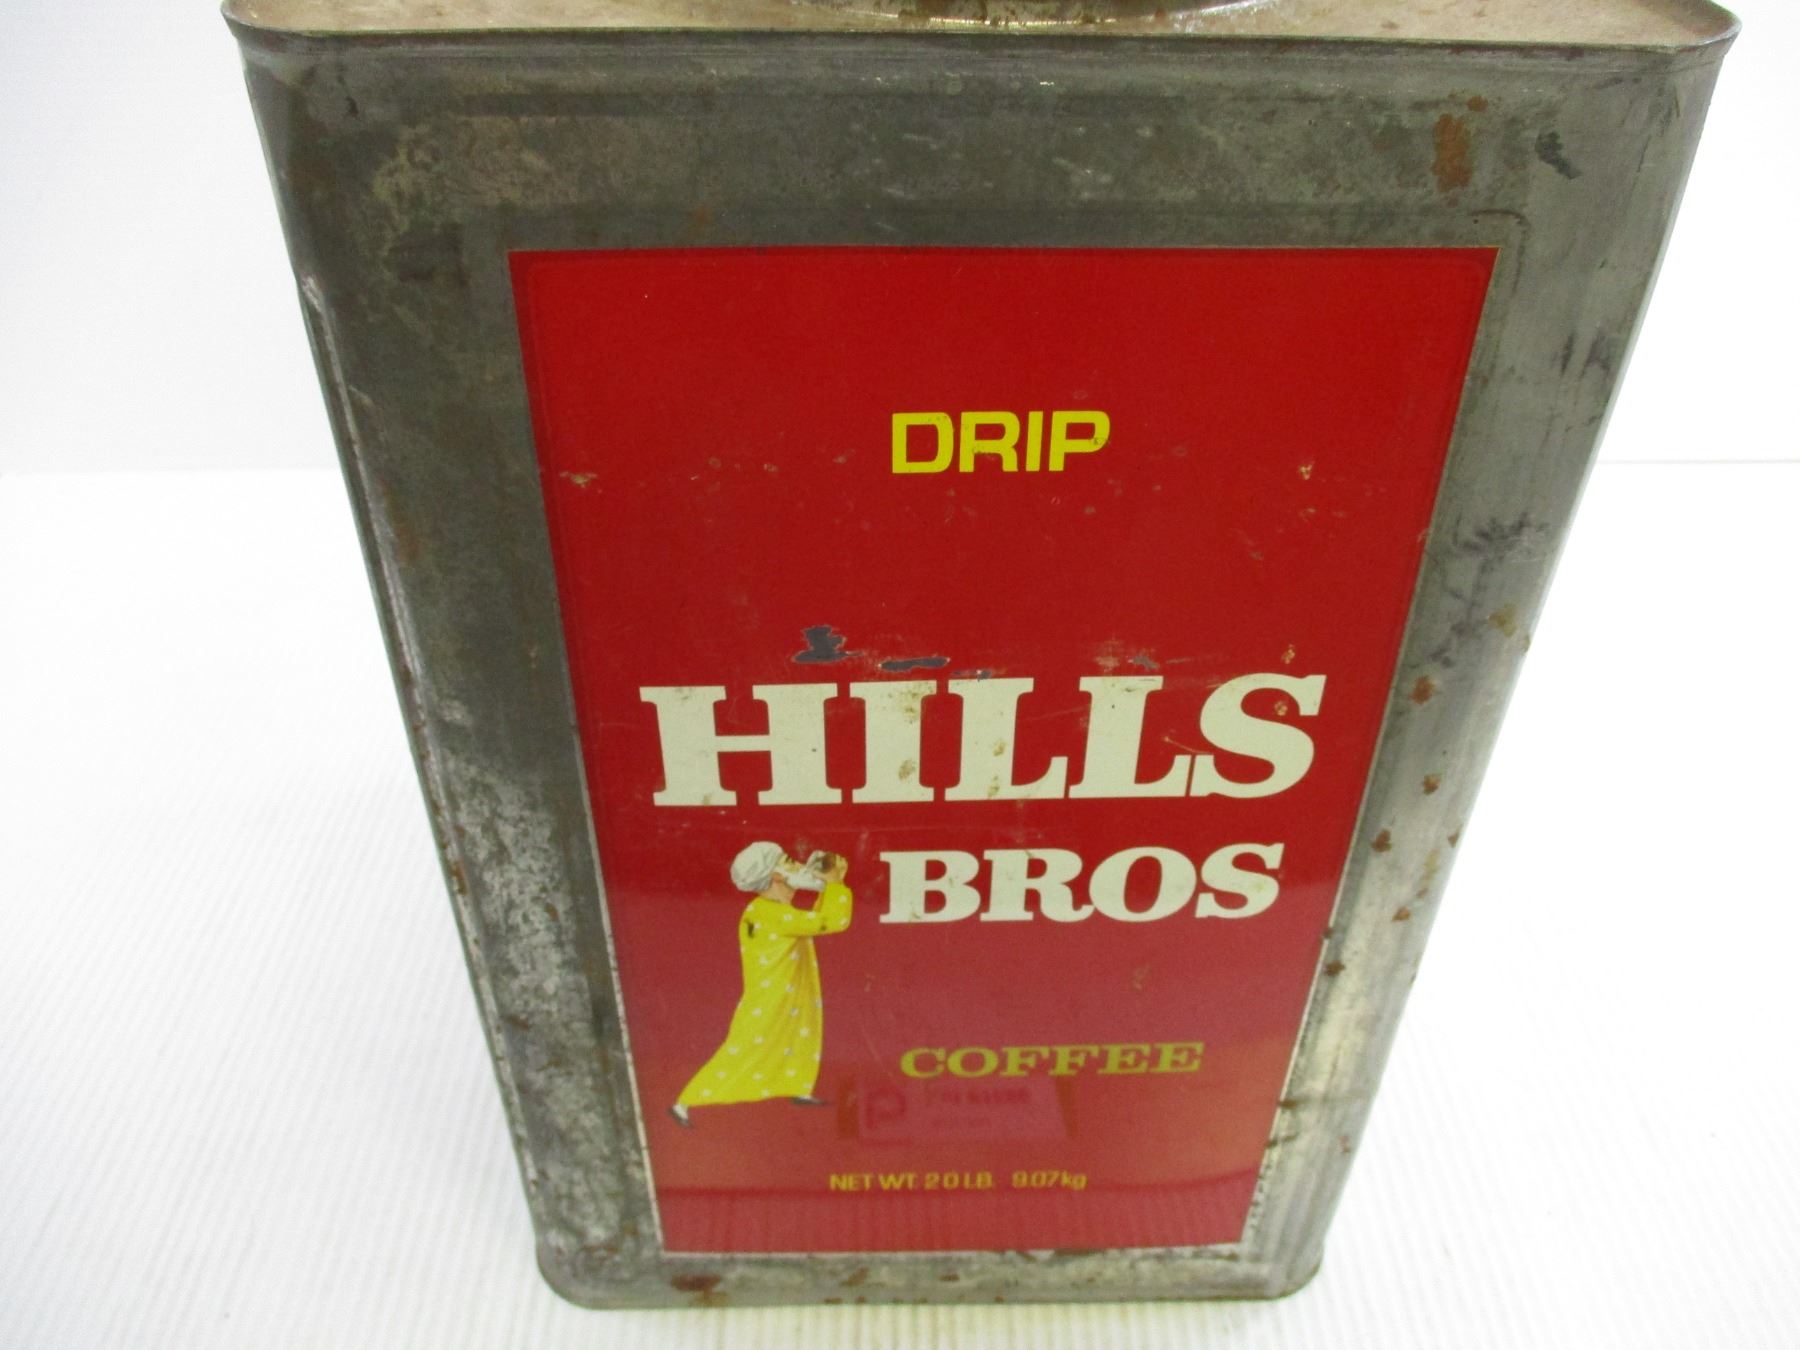 DRIP
HILLS
BROS
COFFEE
NET WT. 20 LB. 9.07kg